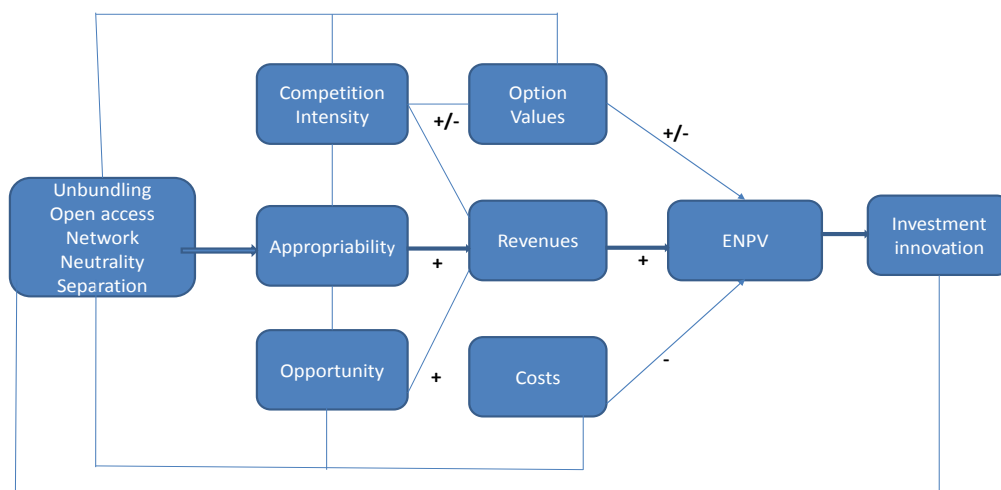 Competition
Intensity
Option
Values
+/-
+/-
Unbundling
Open access
Network
Neutrality
Separation
Appropriability
+
Revenues
+
ENPV
Investment
innovation
Opportunity
+
Costs
-